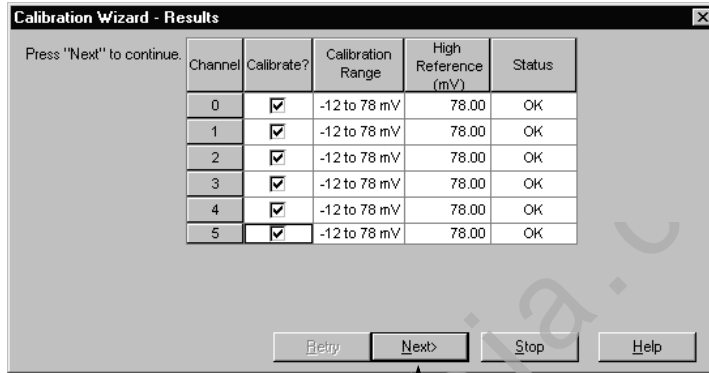 Calibration Wizard - Results
Press "Next" to continue.
Channel Calibrate? Calibration Range High Reference (mV) Status
0 -12 to 78 mV 78.00 OK
1 -12 to 78 mV 78.00 OK
2 -12 to 78 mV 78.00 OK
3 -12 to 78 mV 78.00 OK
4 -12 to 78 mV 78.00 OK
5 -12 to 78 mV 78.00 OK
Retry Next> Stop Help